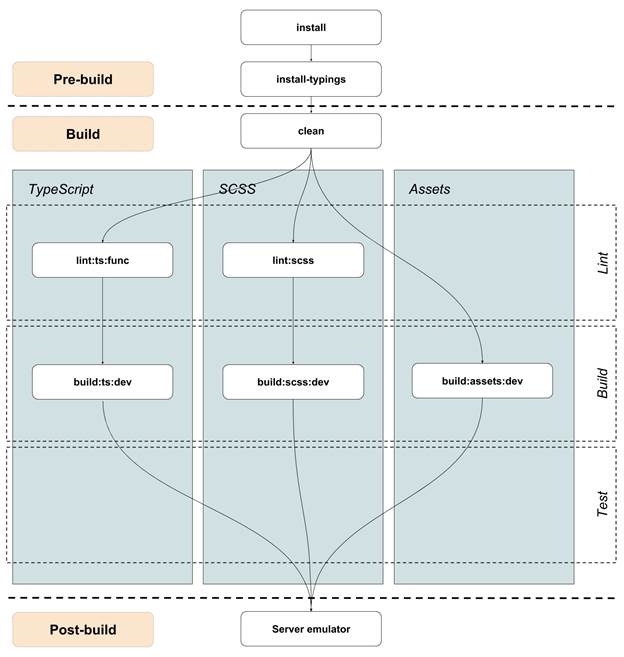 install
Pre-build
install-typings
Build
clean
TypeScript
SCSS
Assets
Lint
lint:ts:func
lint:scss
Build
build:ts:dev
build:scss:dev
build:assets:dev
Test
Post-build
Server emulator